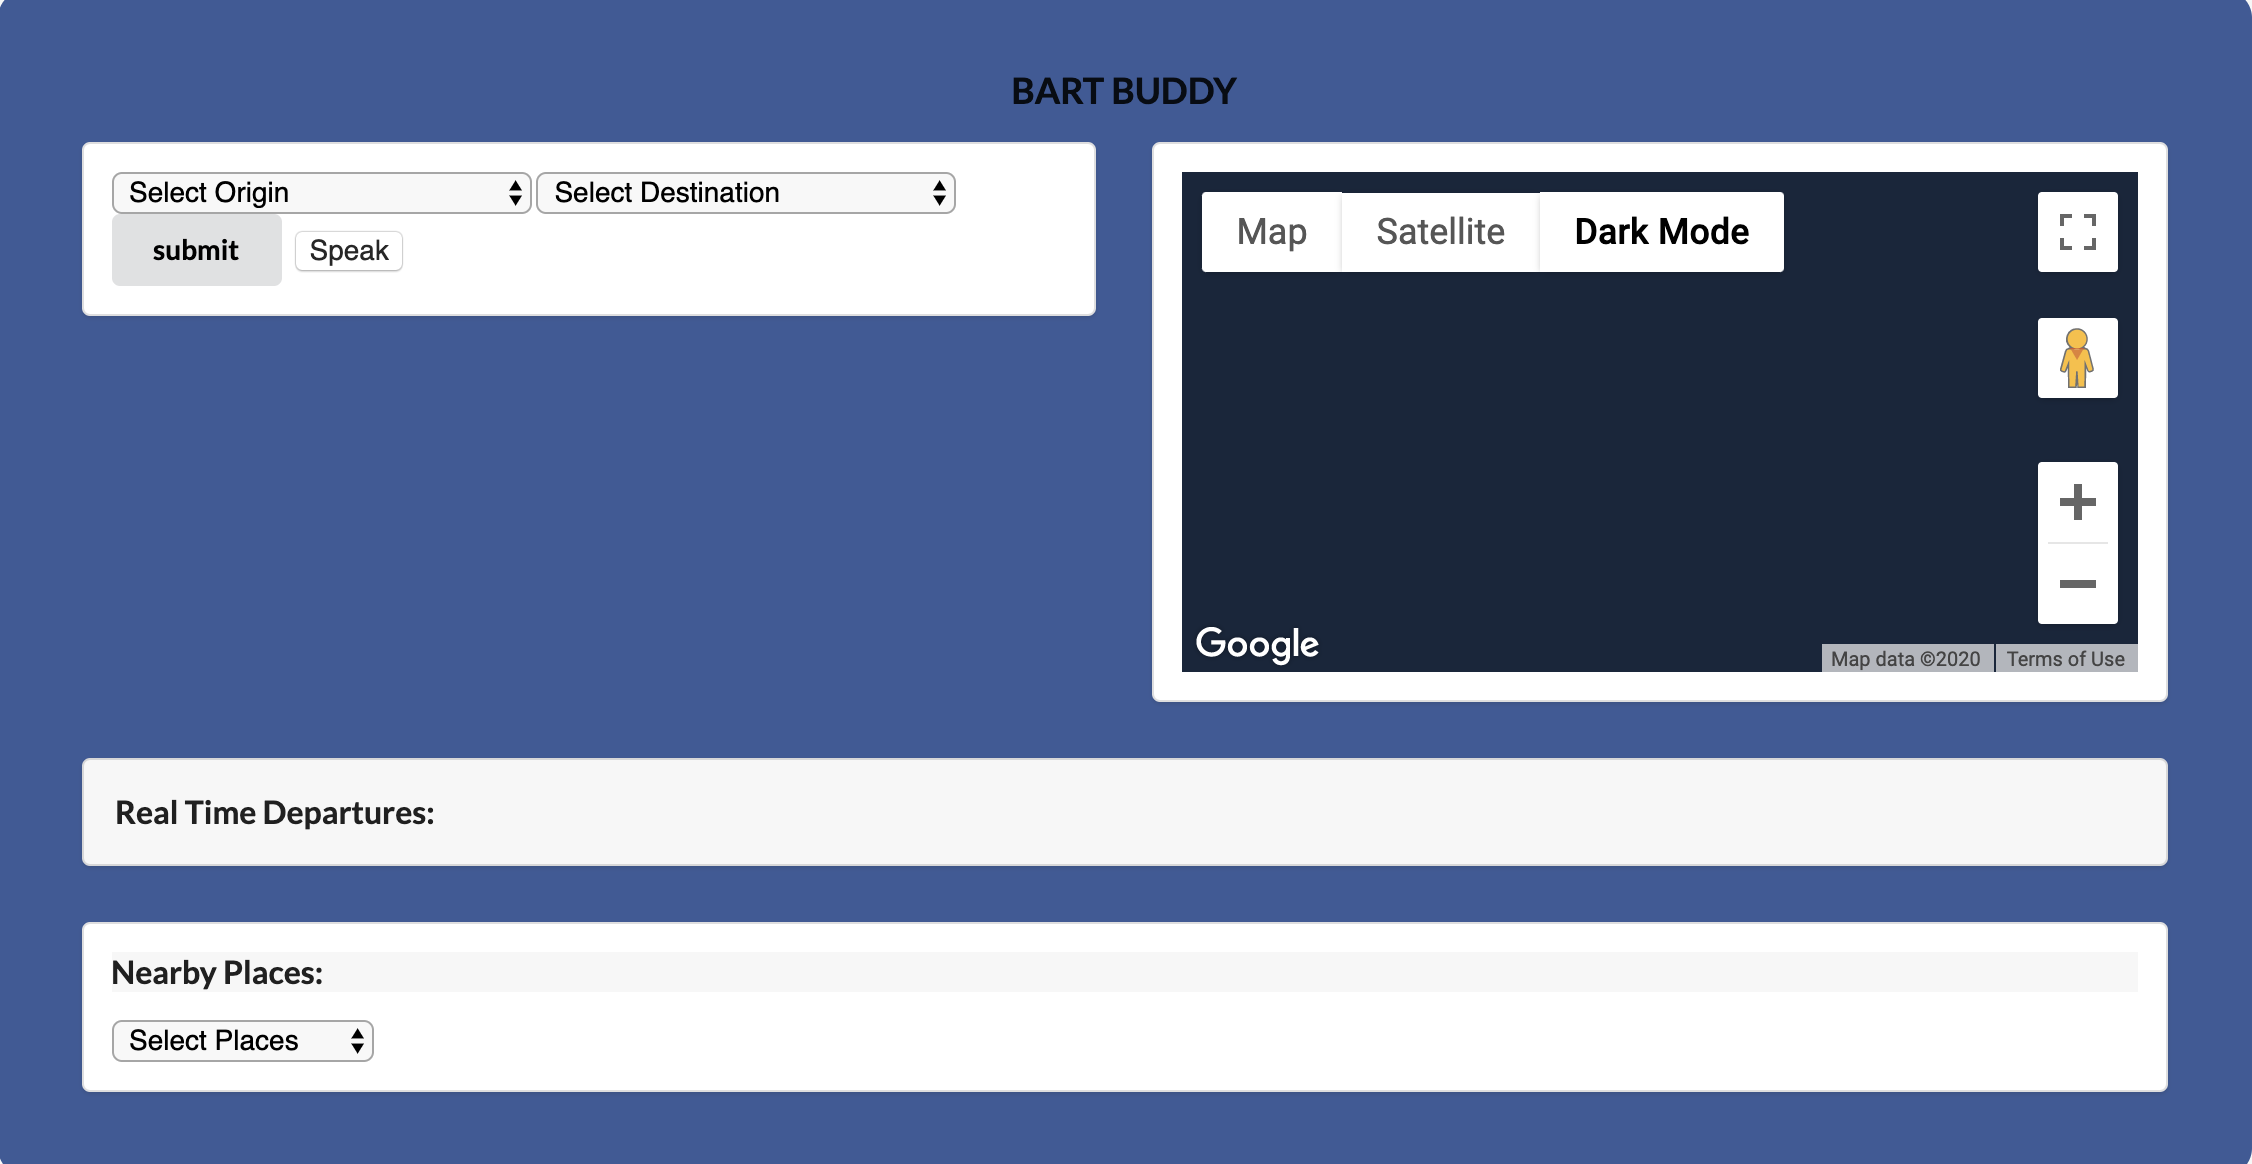 BART BUDDY
Select Origin
Select Destination
submit
Speak
Map
Satellite
Dark Mode
Google
Map data ©2020
Terms of Use
Real Time Departures:
Nearby Places:
Select Places